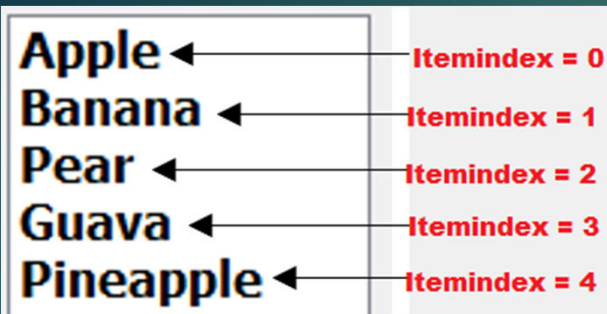 Apple Itemindex = 0
Banana Itemindex = 1
Pear Itemindex = 2
Guava Itemindex = 3
Pineapple Itemindex = 4